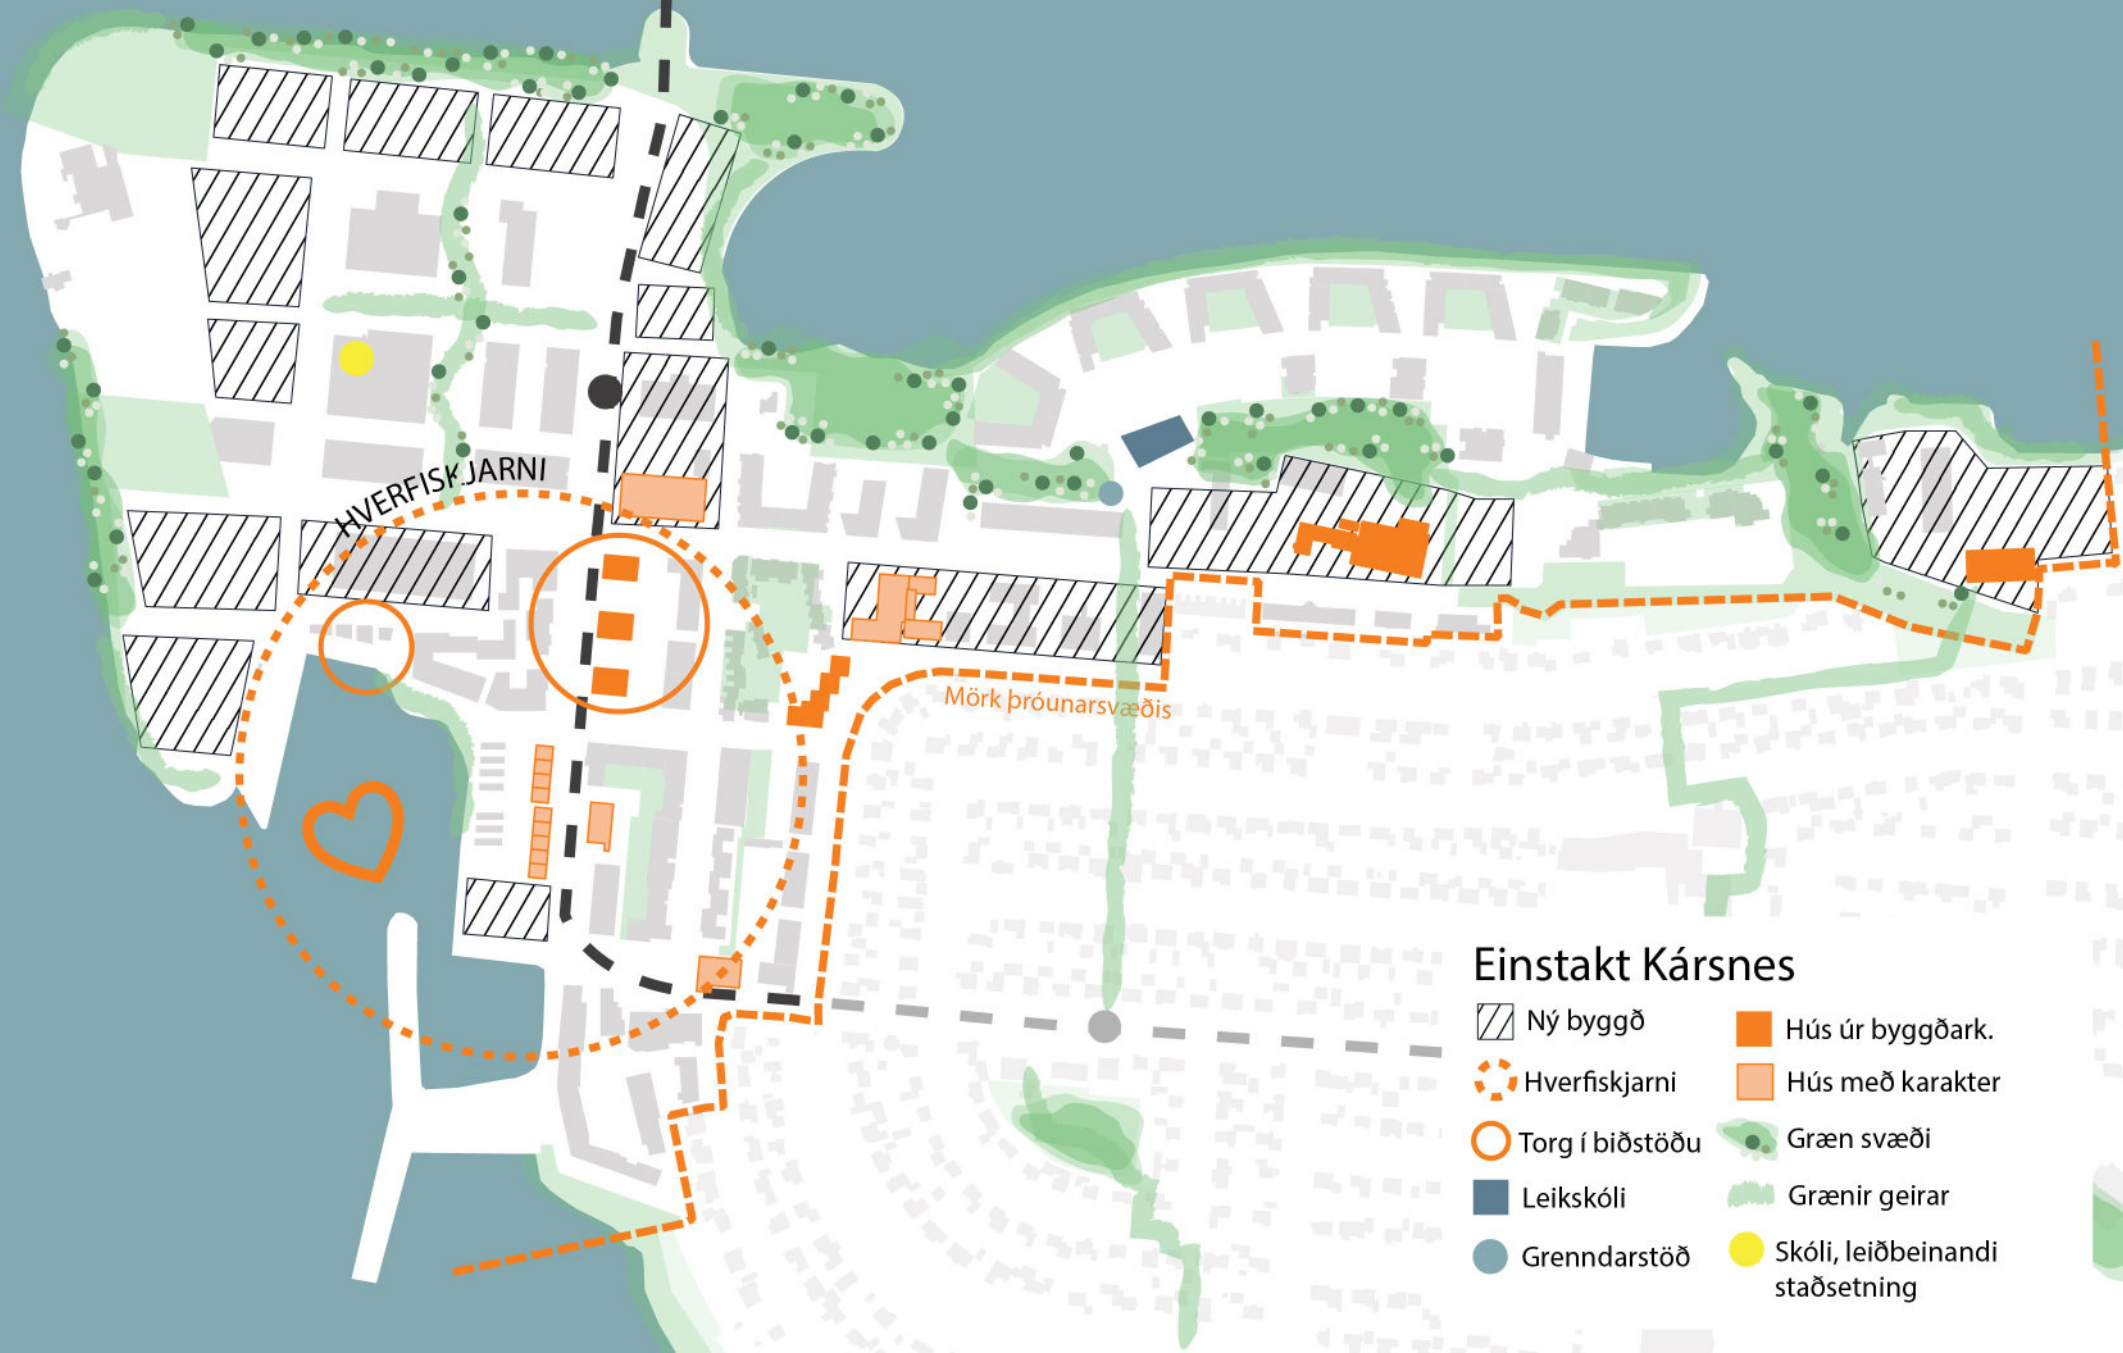 HVERFISKJARNI
Mörk þróunarsvæðis
Einstakt Kársnes
Ný byggð
Hverfiskjarni
Torg í biðstöðu
Leikskóli
Grenndarstöð
Hús úr byggðark.
Hús með karakter
Græn svæði
Grænir geirar
Skóli, leiðbeinandi
staðsetning